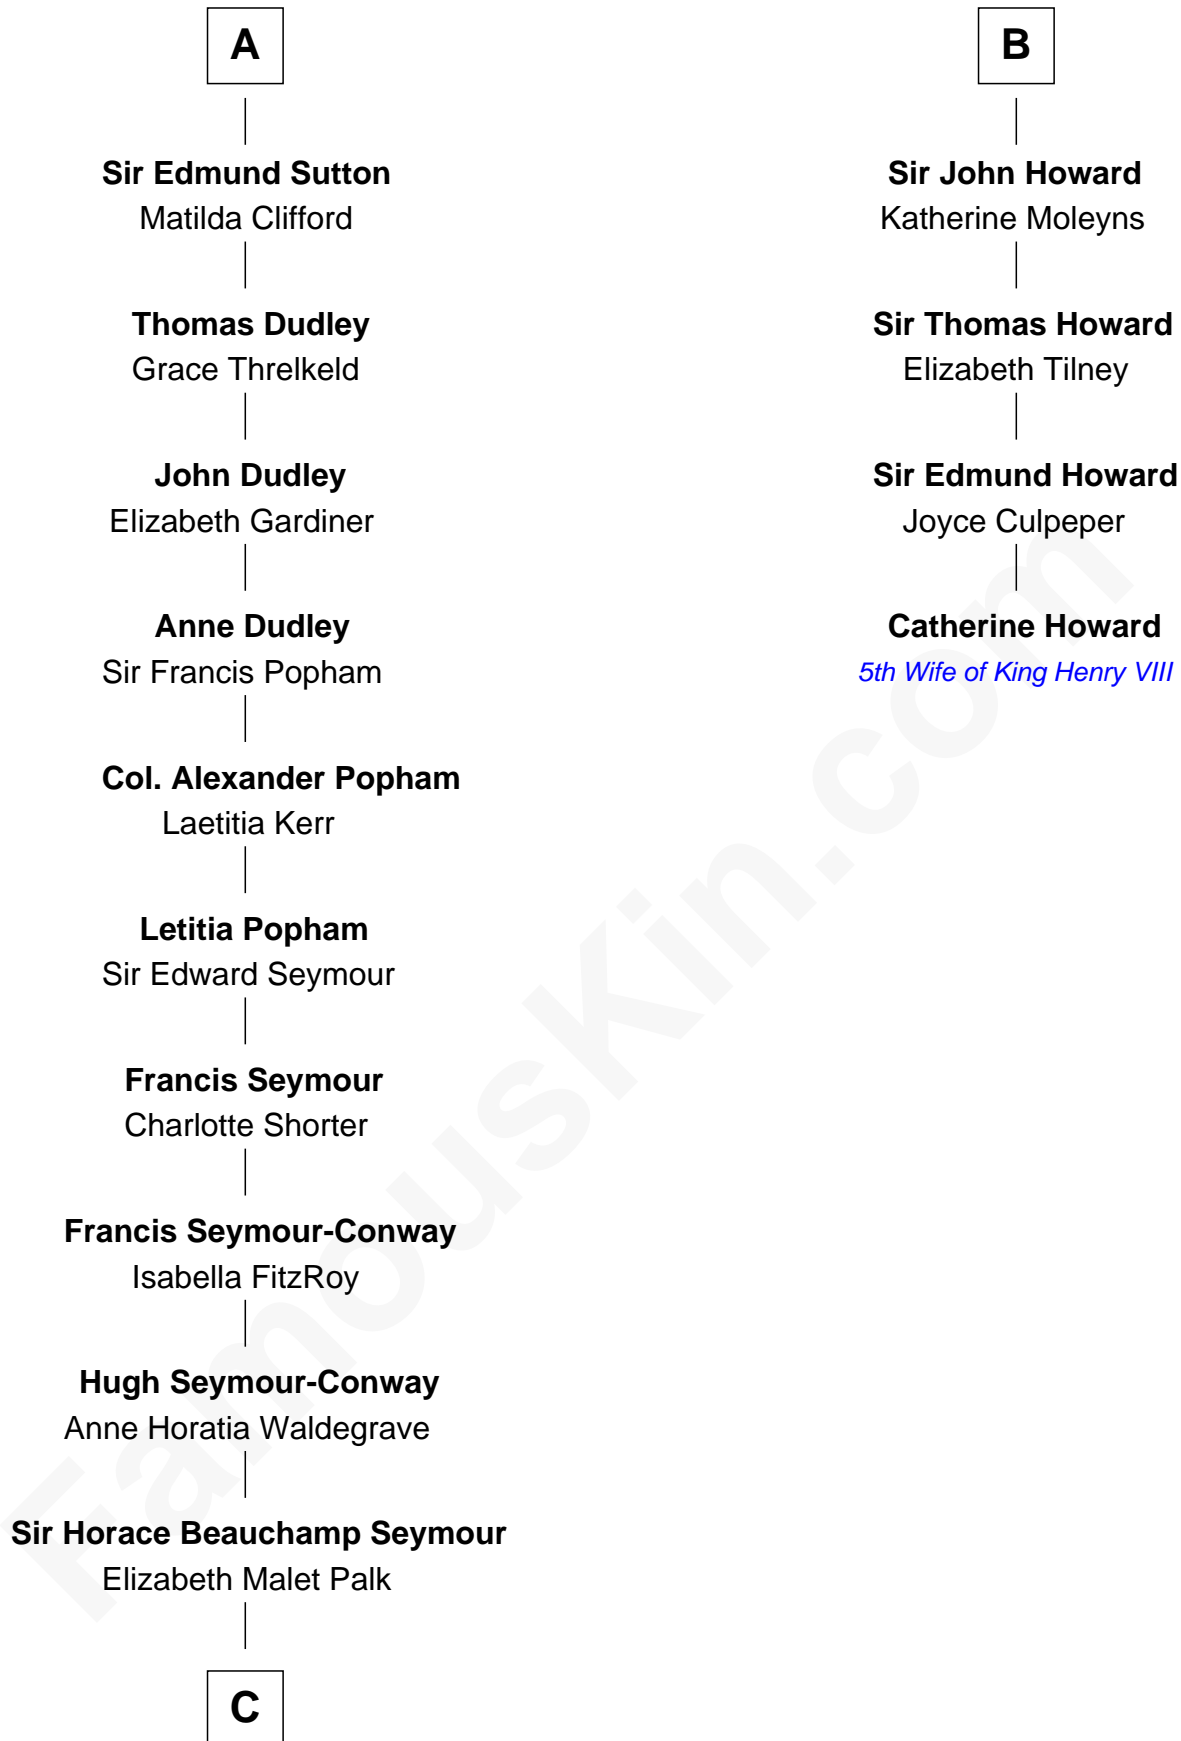 A
Sir Edmund Sutton
Matilda Clifford
Thomas Dudley
Grace Threlkeld
John Dudley
Elizabeth Gardiner
Anne Dudley
Sir Francis Popham
Col. Alexander Popham
Laetitia Kerr
Letitia Popham
Sir Edward Seymour
Francis Seymour
Charlotte Shorter
Francis Seymour-Conway
Isabella FitzRoy
Hugh Seymour-Conway
Anne Horatia Waldegrave
Sir Horace Beauchamp Seymour
Elizabeth Malet Palk
C
B
Sir John Howard
Katherine Moleyns
Sir Thomas Howard
Elizabeth Tilney
Sir Edmund Howard
Joyce Culpeper
Catherine Howard
5th Wife of King Henry VIII
FamousKin.com